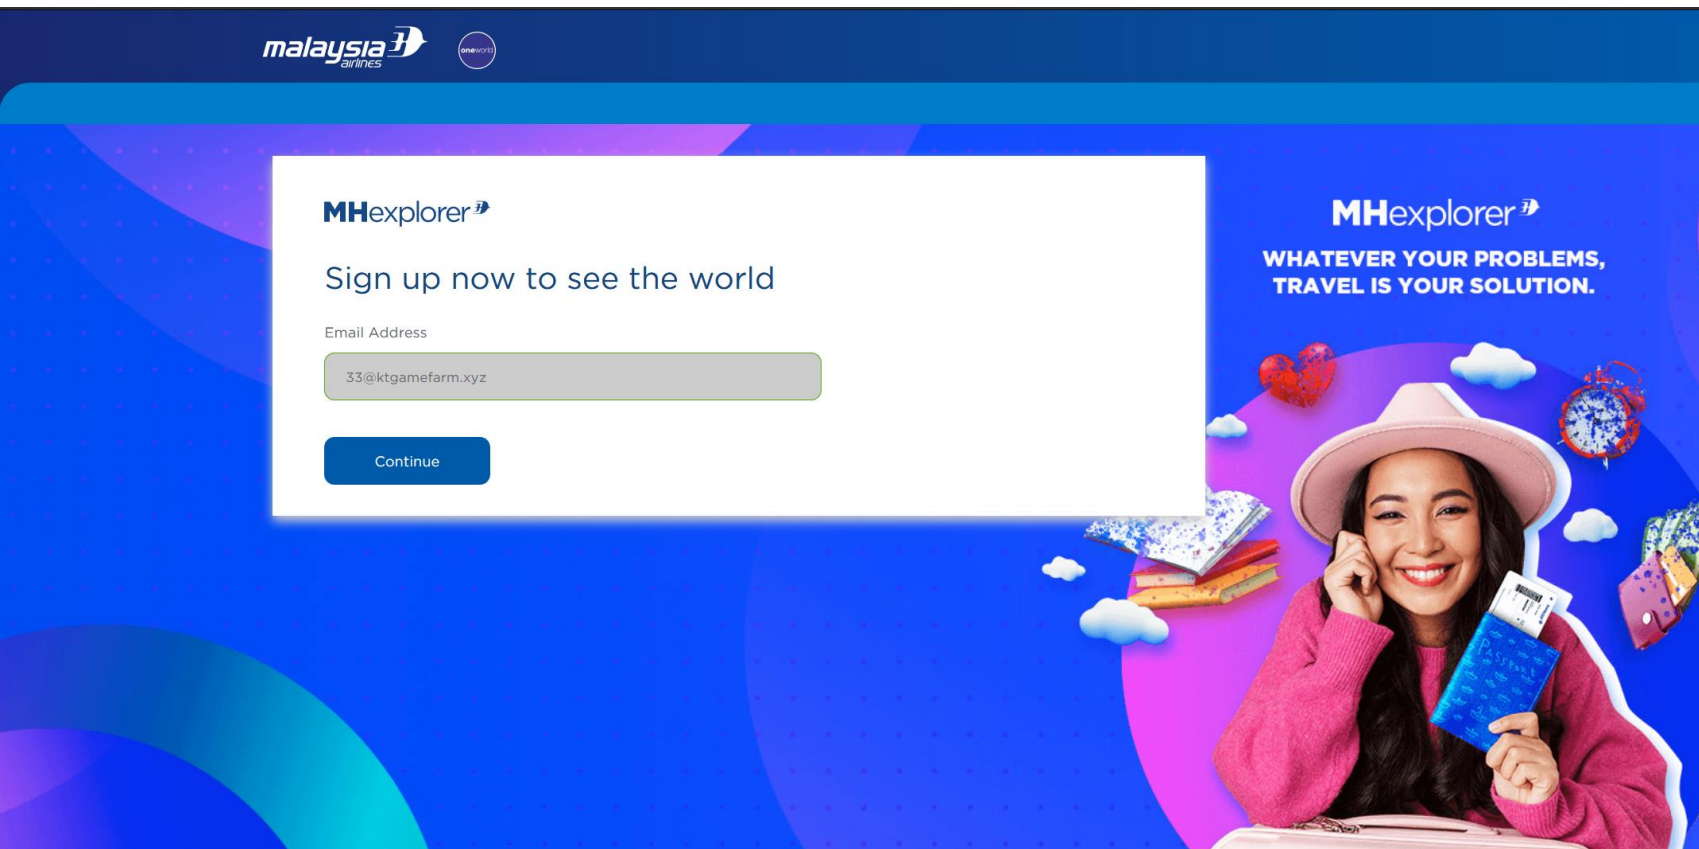 malaysia
airlines
oneworld
MHexplorer
Sign up now to see the world
Email Address
33@ktgamefarm.xyz
Continue
MHexplorer
WHATEVER YOUR PROBLEMS,
TRAVEL IS YOUR SOLUTION.
PASSPORT